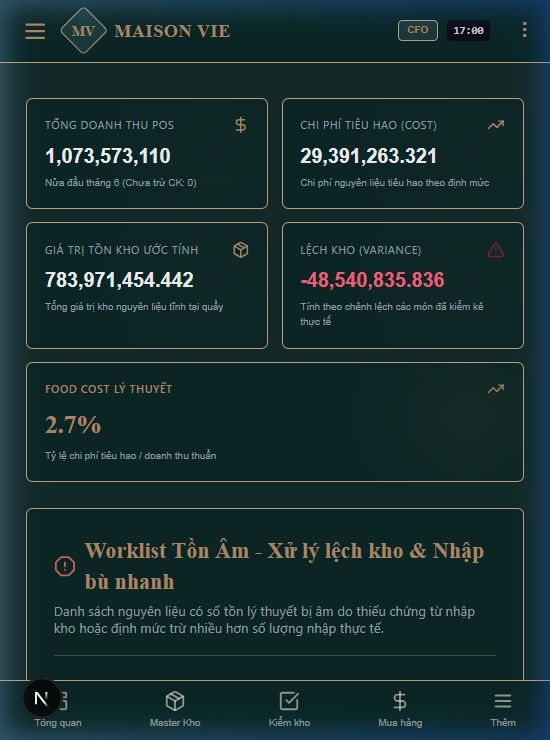 MV
MAISON VIE
CFO
17:00
TỔNG DOANH THU POS
1,073,573,110
Nửa đầu tháng 6 (Chưa trừ CK: 0)
CHI PHÍ TIÊU HAO (COST)
29,391,263.321
Chi phí nguyên liệu tiêu hao theo định mức
GIÁ TRỊ TỒN KHO ƯỚC TÍNH
783,971,454.442
Tổng giá trị kho nguyên liệu tĩnh tại quầy
LỆCH KHO (VARIANCE)
-48,540,835.836
Tính theo chênh lệch các món đã kiểm kê
thực tế
FOOD COST LÝ THUYẾT
2.7%
Tỷ lệ chi phí tiêu hao / doanh thu thuần
Worklist Tồn Âm - Xử lý lệch kho & Nhập
bù nhanh
Danh sách nguyên liệu có số tồn lý thuyết bị âm do thiếu chứng từ nhập
kho hoặc định mức trừ nhiều hơn số lượng nhập thực tế.
N
Tổng quan
Master Kho
Kiểm kho
Mua hàng
Thêm